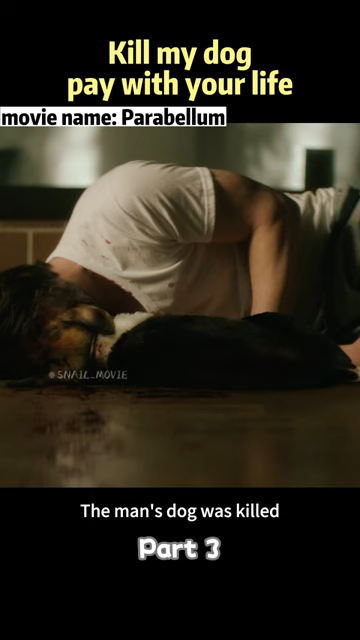 Kill my dog
pay with your life
movie name: Parabellum
@SNAIL_MOVIE
The man's dog was killed
Part 3